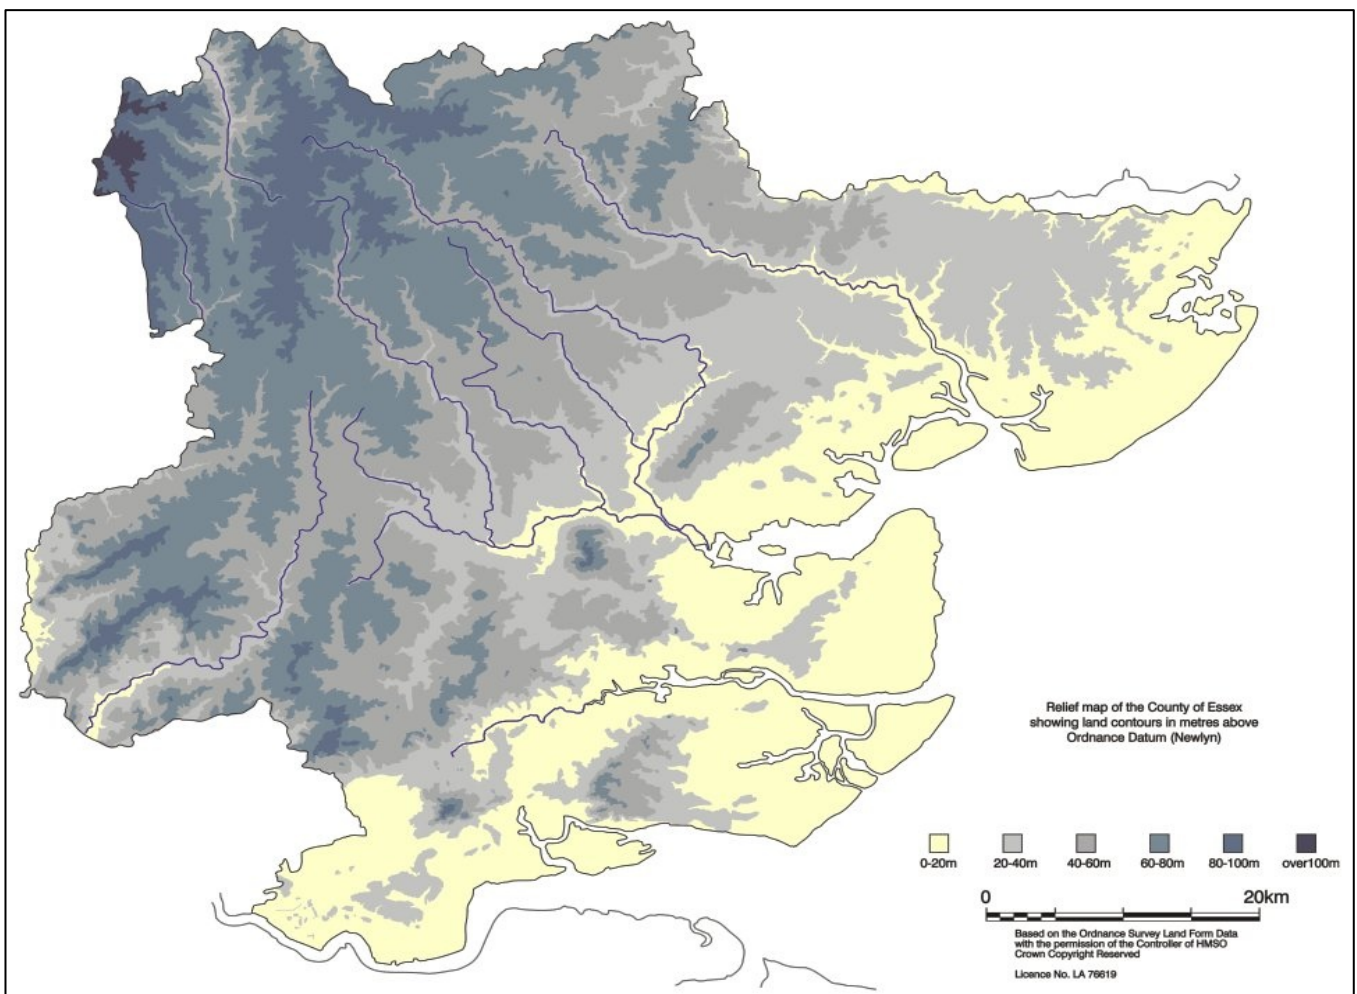 Relief map of the County of Essex
showing land contours in metres above
Ordnance Datum (Newlyn)
0-20m 20-40m 40-60m 60-80m 80-100m over100m
0 20km
Based on the Ordnance Survey Land Form Data
with the permission of the Controller of HMSO
Crown Copyright Reserved
Licence No. LA 76619